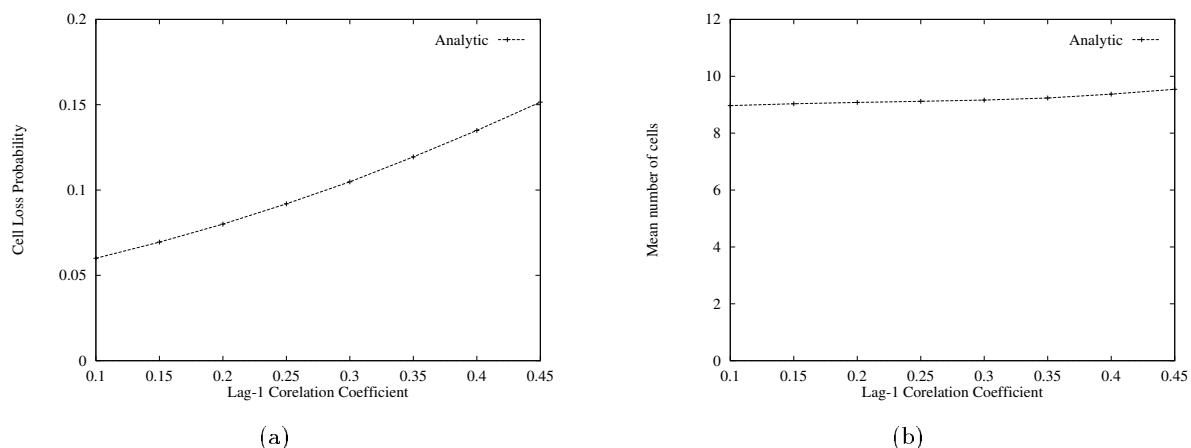 0.2
0.15
0.1
0.05
0
Cell Loss Probability
Analytic
0.1 0.15 0.2 0.25 0.3 0.35 0.4 0.45
Lag-1 Corelation Coefficient
(a)
12
10
8
6
4
2
0
Mean number of cells
Analytic
0.1 0.15 0.2 0.25 0.3 0.35 0.4 0.45
Lag-1 Corelation Coefficient
(b)